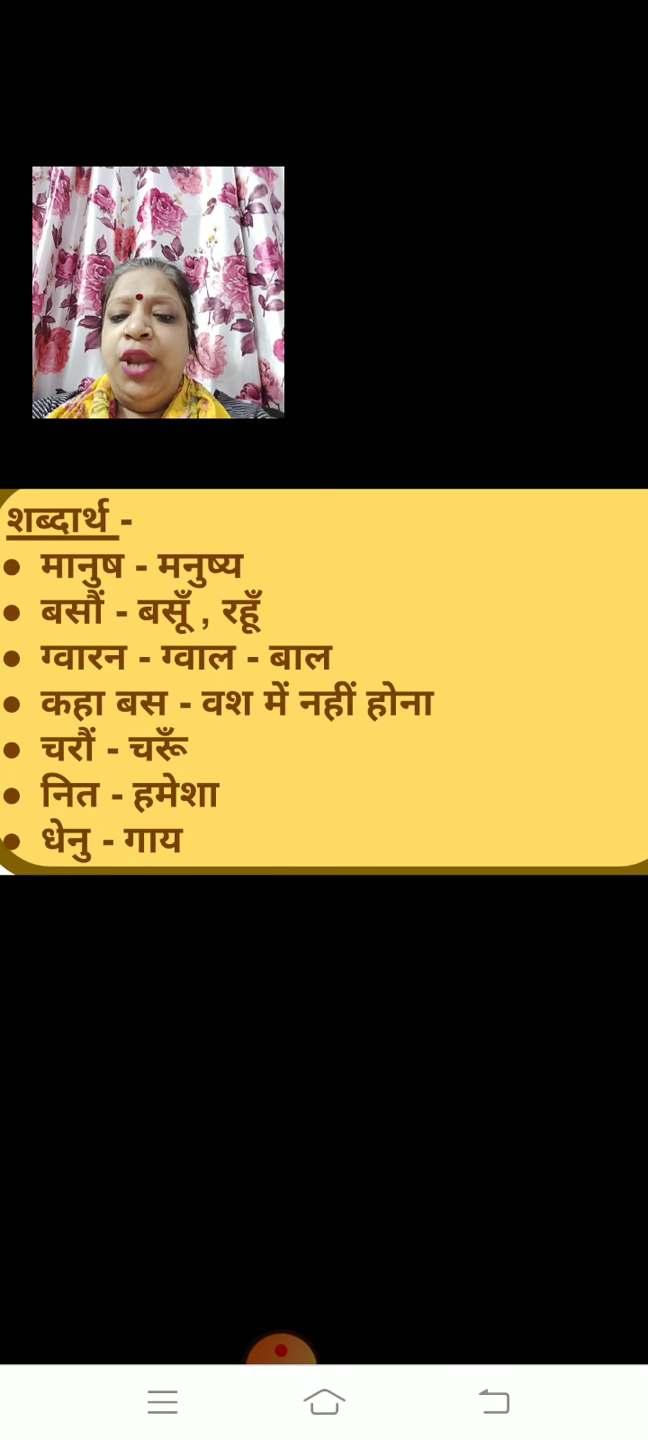 शब्दार्थ -
● मानुष - मनुष्य
● बसौं - बसूँ , रहूँ
● ग्वारन - ग्वाल - बाल
● कहा बस - वश में नहीं होना
● चरौं - चरूँ
● नित - हमेशा
● धेनु - गाय